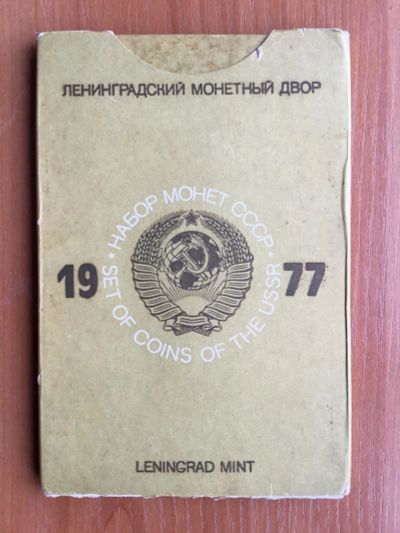 ЛЕНИНГРАДСКИЙ МОНЕТНЫЙ ДВОР
• НАБОР МОНЕТ СССР •
19 77
SET OF COINS OF THE USSR
LENINGRAD MINT